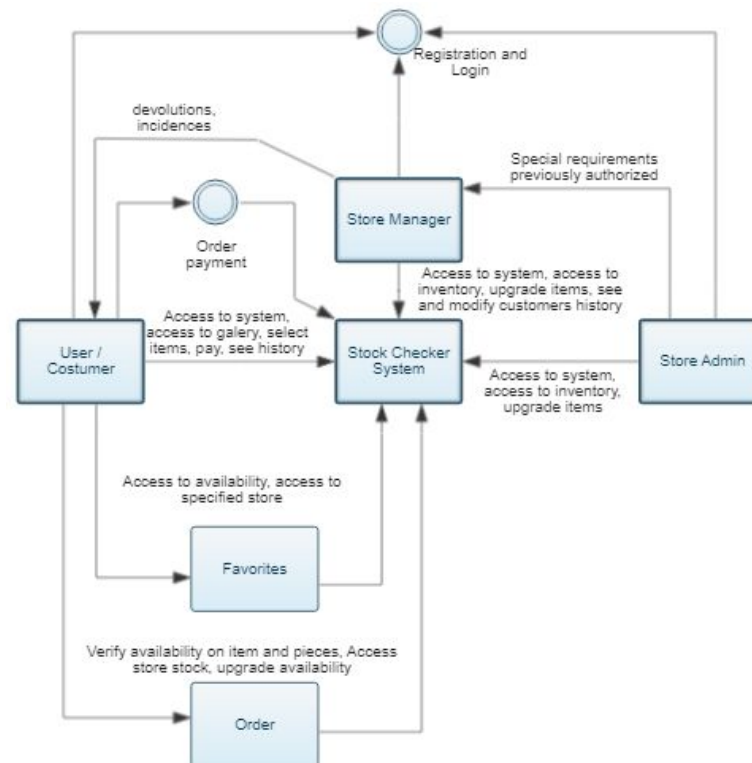 Registration and
Login
devolutions,
incidences
Special requirements
previously authorized
Store Manager
Order
payment
Access to system, access to
inventory, upgrade items, see
and modify customers history
Access to system,
access to galery, select
items, pay, see history
User /
Costumer
Stock Checker
System
Store Admin
Access to system,
access to inventory,
upgrade items
Access to availability, access to
specified store
Favorites
Verify availability on item and pieces, Access
store stock, upgrade availability
Order